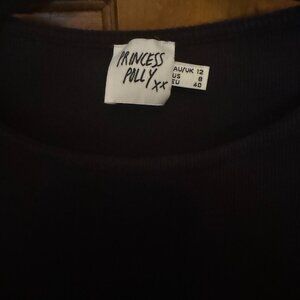 PRINCESS
POLLY
xx
AU/UK 12
US 8
EU 40